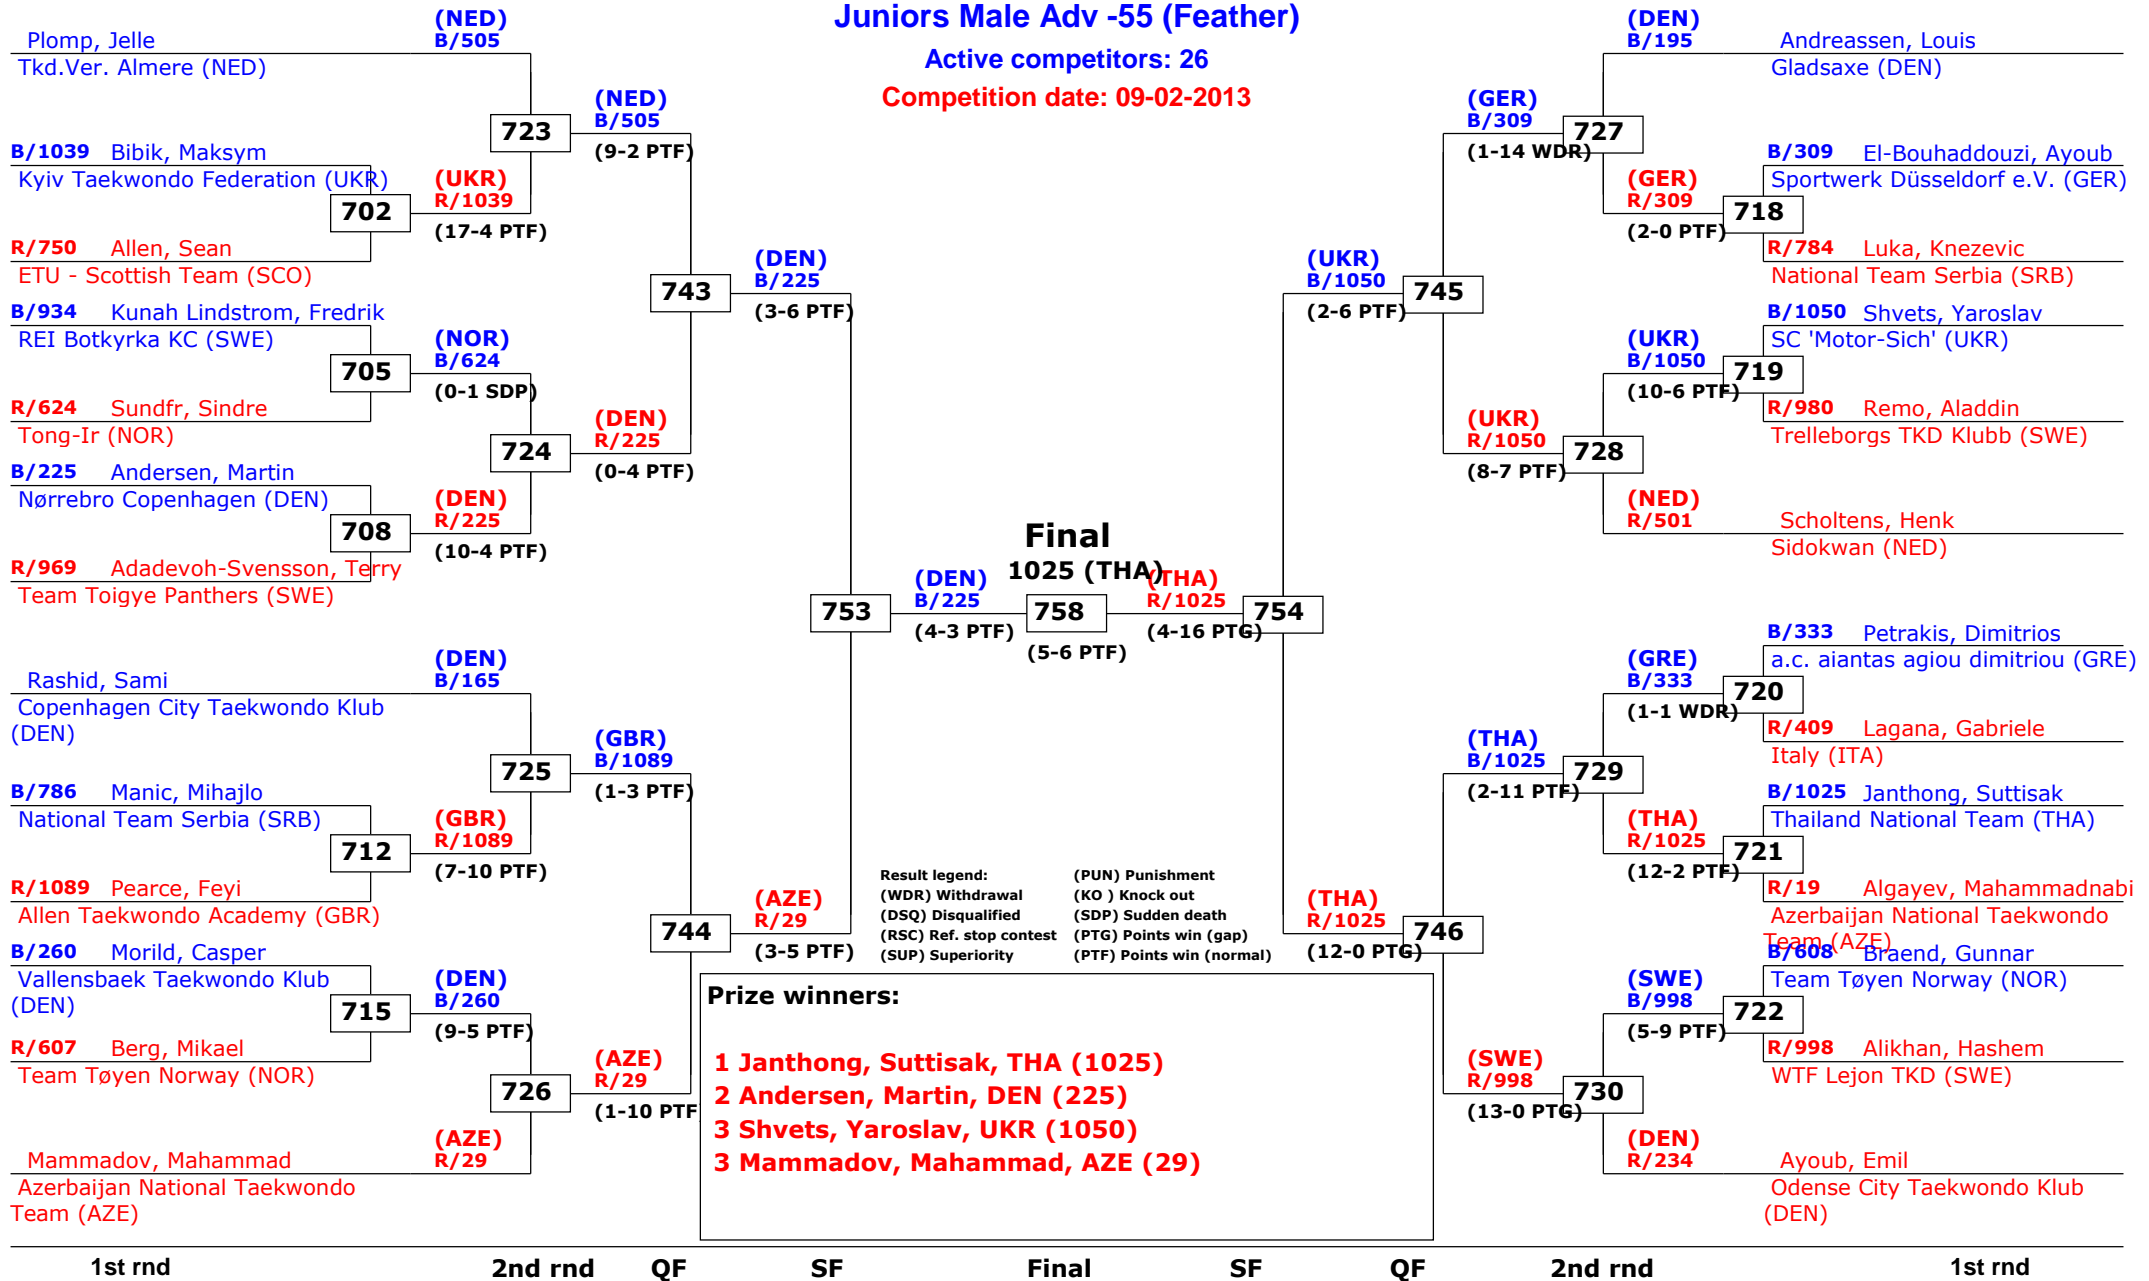 Juniors Male Adv -55 (Feather)
Active competitors: 26
Competition date: 09-02-2013
Plomp, Jelle
Tkd.Ver. Almere (NED)
(NED)
B/505
723
(NED)
B/505
(9-2 PTF)
B/1039 Bibik, Maksym
Kyiv Taekwondo Federation (UKR)
702
(UKR)
R/1039
(17-4 PTF)
R/750 Allen, Sean
ETU - Scottish Team (SCO)
743
(DEN)
B/225
(3-6 PTF)
B/934 Kunah Lindstrom, Fredrik
REI Botkyrka KC (SWE)
705
(NOR)
B/624
(0-1 SDP)
R/624 Sundfr, Sindre
Tong-Ir (NOR)
724
(DEN)
R/225
(0-4 PTF)
B/225 Andersen, Martin
Nørrebro Copenhagen (DEN)
708
(DEN)
R/225
(10-4 PTF)
R/969 Adadevoh-Svensson, Terry
Team Toigye Panthers (SWE)
753
(DEN)
B/225
(4-3 PTF)
Final
1025 (THA)
758
(5-6 PTF)
(THA)
R/1025
(4-16 PTG)
754
Rashid, Sami
Copenhagen City Taekwondo Klub
(DEN)
(DEN)
B/165
725
(GBR)
B/1089
(1-3 PTF)
B/786 Manic, Mihajlo
National Team Serbia (SRB)
712
(GBR)
R/1089
(7-10 PTF)
R/1089 Pearce, Feyi
Allen Taekwondo Academy (GBR)
744
(AZE)
R/29
(3-5 PTF)
B/260 Morild, Casper
Vallensbaek Taekwondo Klub
(DEN)
715
(DEN)
B/260
(9-5 PTF)
R/607 Berg, Mikael
Team Tøyen Norway (NOR)
726
(AZE)
R/29
(1-10 PTF
(AZE)
R/29
Mammadov, Mahammad
Azerbaijan National Taekwondo
Team (AZE)
(DEN)
B/195
Andreassen, Louis
Gladsaxe (DEN)
(GER)
B/309
(1-14 WDR)
727
B/309 El-Bouhaddouzi, Ayoub
Sportwerk Düsseldorf e.V. (GER)
(GER)
R/309
(2-0 PTF)
718
R/784 Luka, Knezevic
National Team Serbia (SRB)
(UKR)
B/1050
(2-6 PTF)
745
B/1050 Shvets, Yaroslav
SC 'Motor-Sich' (UKR)
(UKR)
B/1050
(10-6 PTF)
719
R/980 Remo, Aladdin
Trelleborgs TKD Klubb (SWE)
(UKR)
R/1050
(8-7 PTF)
728
(NED)
R/501
Scholtens, Henk
Sidokwan (NED)
B/333 Petrakis, Dimitrios
a.c. aiantas agiou dimitriou (GRE)
(GRE)
B/333
(1-1 WDR)
720
R/409 Lagana, Gabriele
Italy (ITA)
(THA)
B/1025
(2-11 PTF)
729
B/1025 Janthong, Suttisak
Thailand National Team (THA)
(THA)
R/1025
(12-2 PTF)
721
R/19 Algayev, Mahammadnabi
Azerbaijan National Taekwondo
Team (AZE)
(THA)
R/1025
(12-0 PTG)
746
B/608 Braend, Gunnar
Team Tøyen Norway (NOR)
(SWE)
B/998
(5-9 PTF)
722
R/998 Alikhan, Hashem
WTF Lejon TKD (SWE)
(SWE)
R/998
(13-0 PTG)
730
(DEN)
R/234
Ayoub, Emil
Odense City Taekwondo Klub
(DEN)
Result legend:
(WDR) Withdrawal
(DSQ) Disqualified
(RSC) Ref. stop contest
(SUP) Superiority
(PUN) Punishment
(KO ) Knock out
(SDP) Sudden death
(PTG) Points win (gap)
(PTF) Points win (normal)
Prize winners:
1 Janthong, Suttisak, THA (1025)
2 Andersen, Martin, DEN (225)
3 Shvets, Yaroslav, UKR (1050)
3 Mammadov, Mahammad, AZE (29)
1st rnd 2nd rnd QF SF Final SF QF 2nd rnd 1st rnd